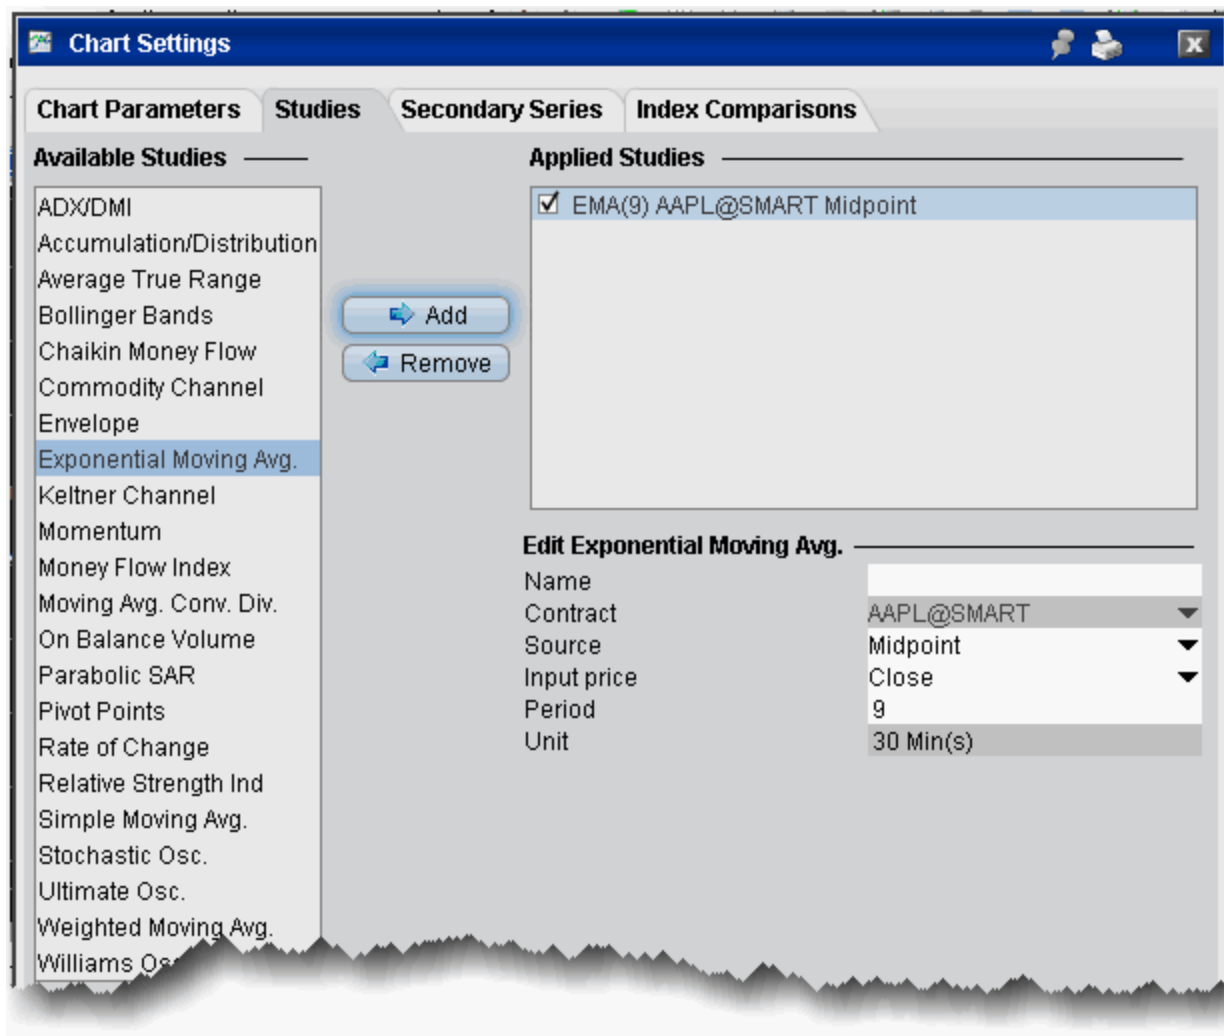 Chart Settings
Chart Parameters
Studies
Secondary Series
Index Comparisons
Available Studies
ADX/DMI
Accumulation/Distribution
Average True Range
Bollinger Bands
Chaikin Money Flow
Commodity Channel
Envelope
Exponential Moving Avg.
Keltner Channel
Momentum
Money Flow Index
Moving Avg. Conv. Div.
On Balance Volume
Parabolic SAR
Pivot Points
Rate of Change
Relative Strength Ind
Simple Moving Avg.
Stochastic Osc.
Ultimate Osc.
Weighted Moving Avg.
Williams
Add
Remove
Applied Studies
EMA(9) AAPL@SMART Midpoint
Edit Exponential Moving Avg.
Name
Contract AAPL@SMART
Source Midpoint
Input price Close
Period 9
Unit 30 Min(s)